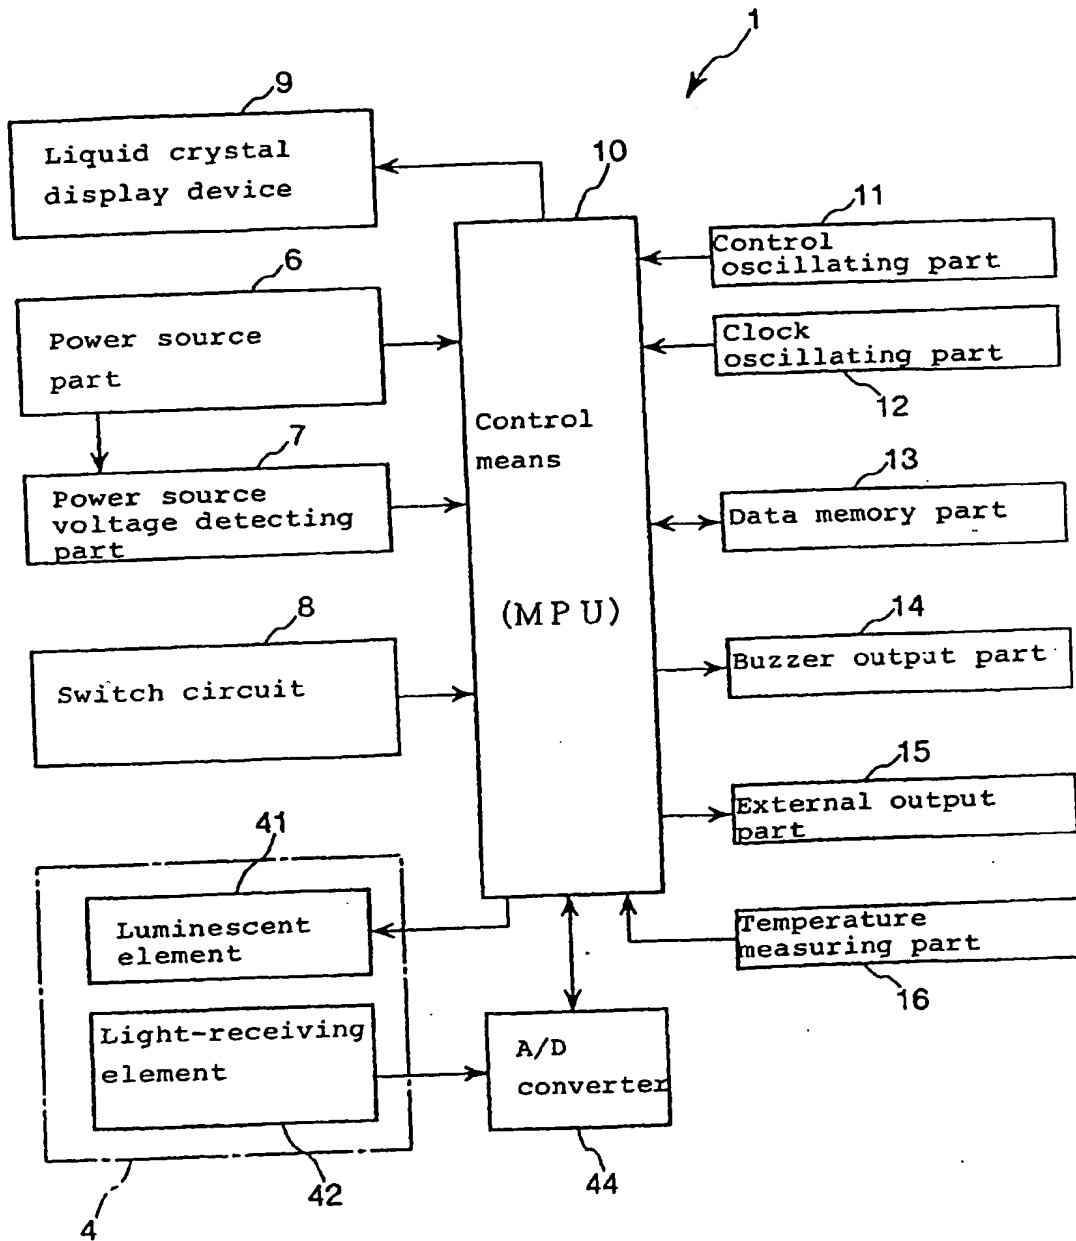 1
9
Liquid crystal
display device
10
11
Control
oscillating part
6
Power source
part
Clock
oscillating part
12
7
Power source
voltage detecting
part
Control
means
(MPU)
13
Data memory part
8
Switch circuit
14
Buzzer output part
15
External output
part
41
Luminescent
element
Temperature
measuring part
16
Light-receiving
element
42
4
A/D
converter
44